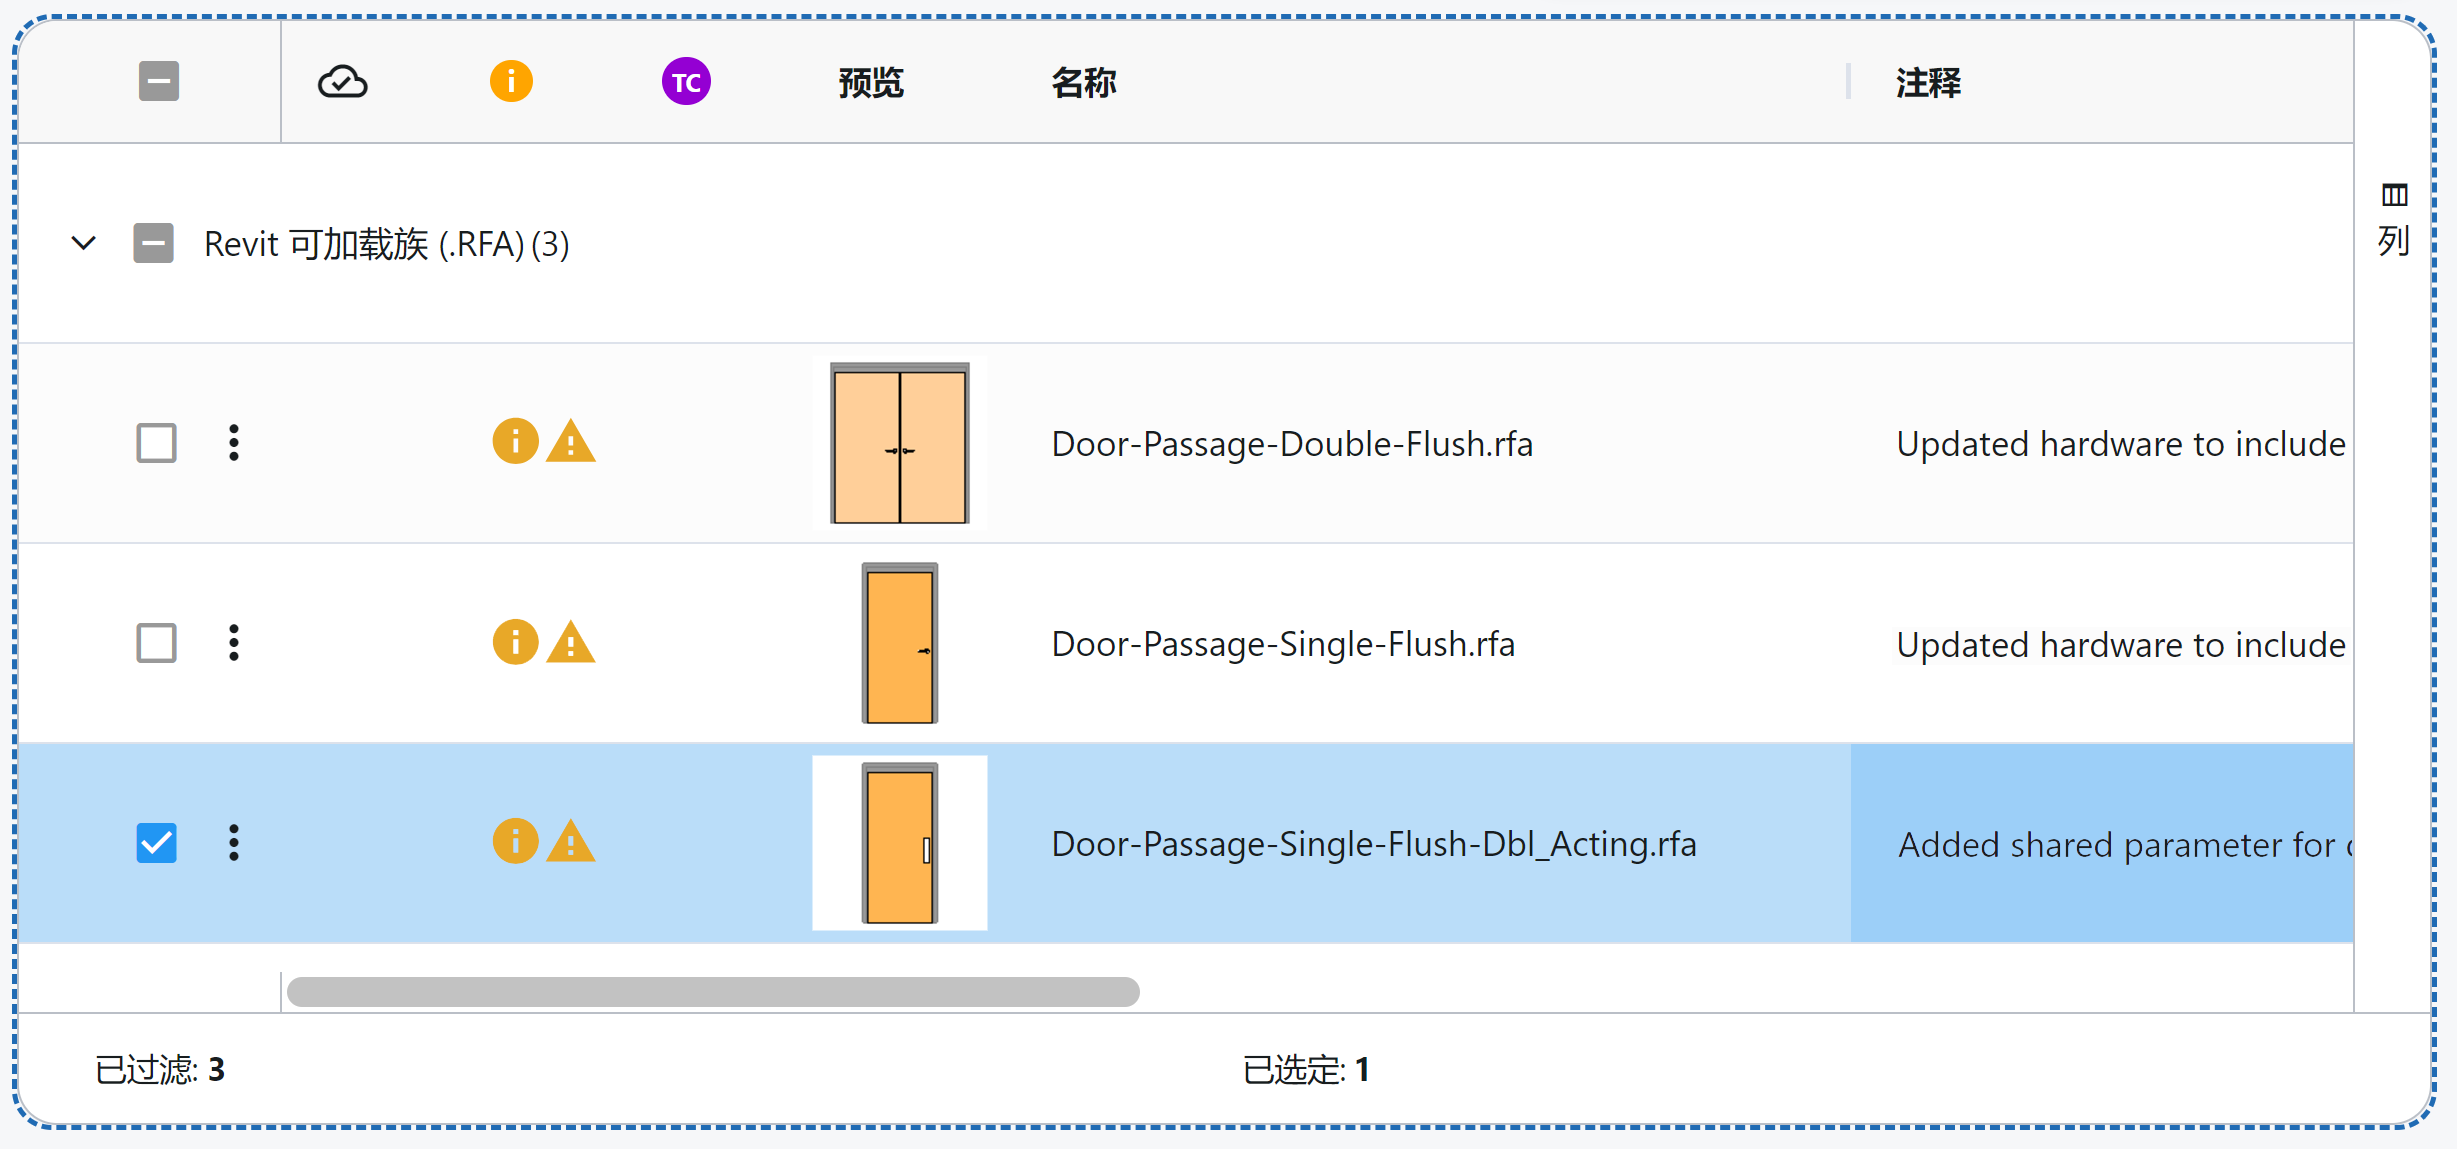 TC 预览 名称 注释
列
Revit 可加载族 (.RFA) (3)
Door-Passage-Double-Flush.rfa Updated hardware to include
Door-Passage-Single-Flush.rfa Updated hardware to include
Door-Passage-Single-Flush-Dbl_Acting.rfa Added shared parameter for
已过滤: 3 已选定: 1